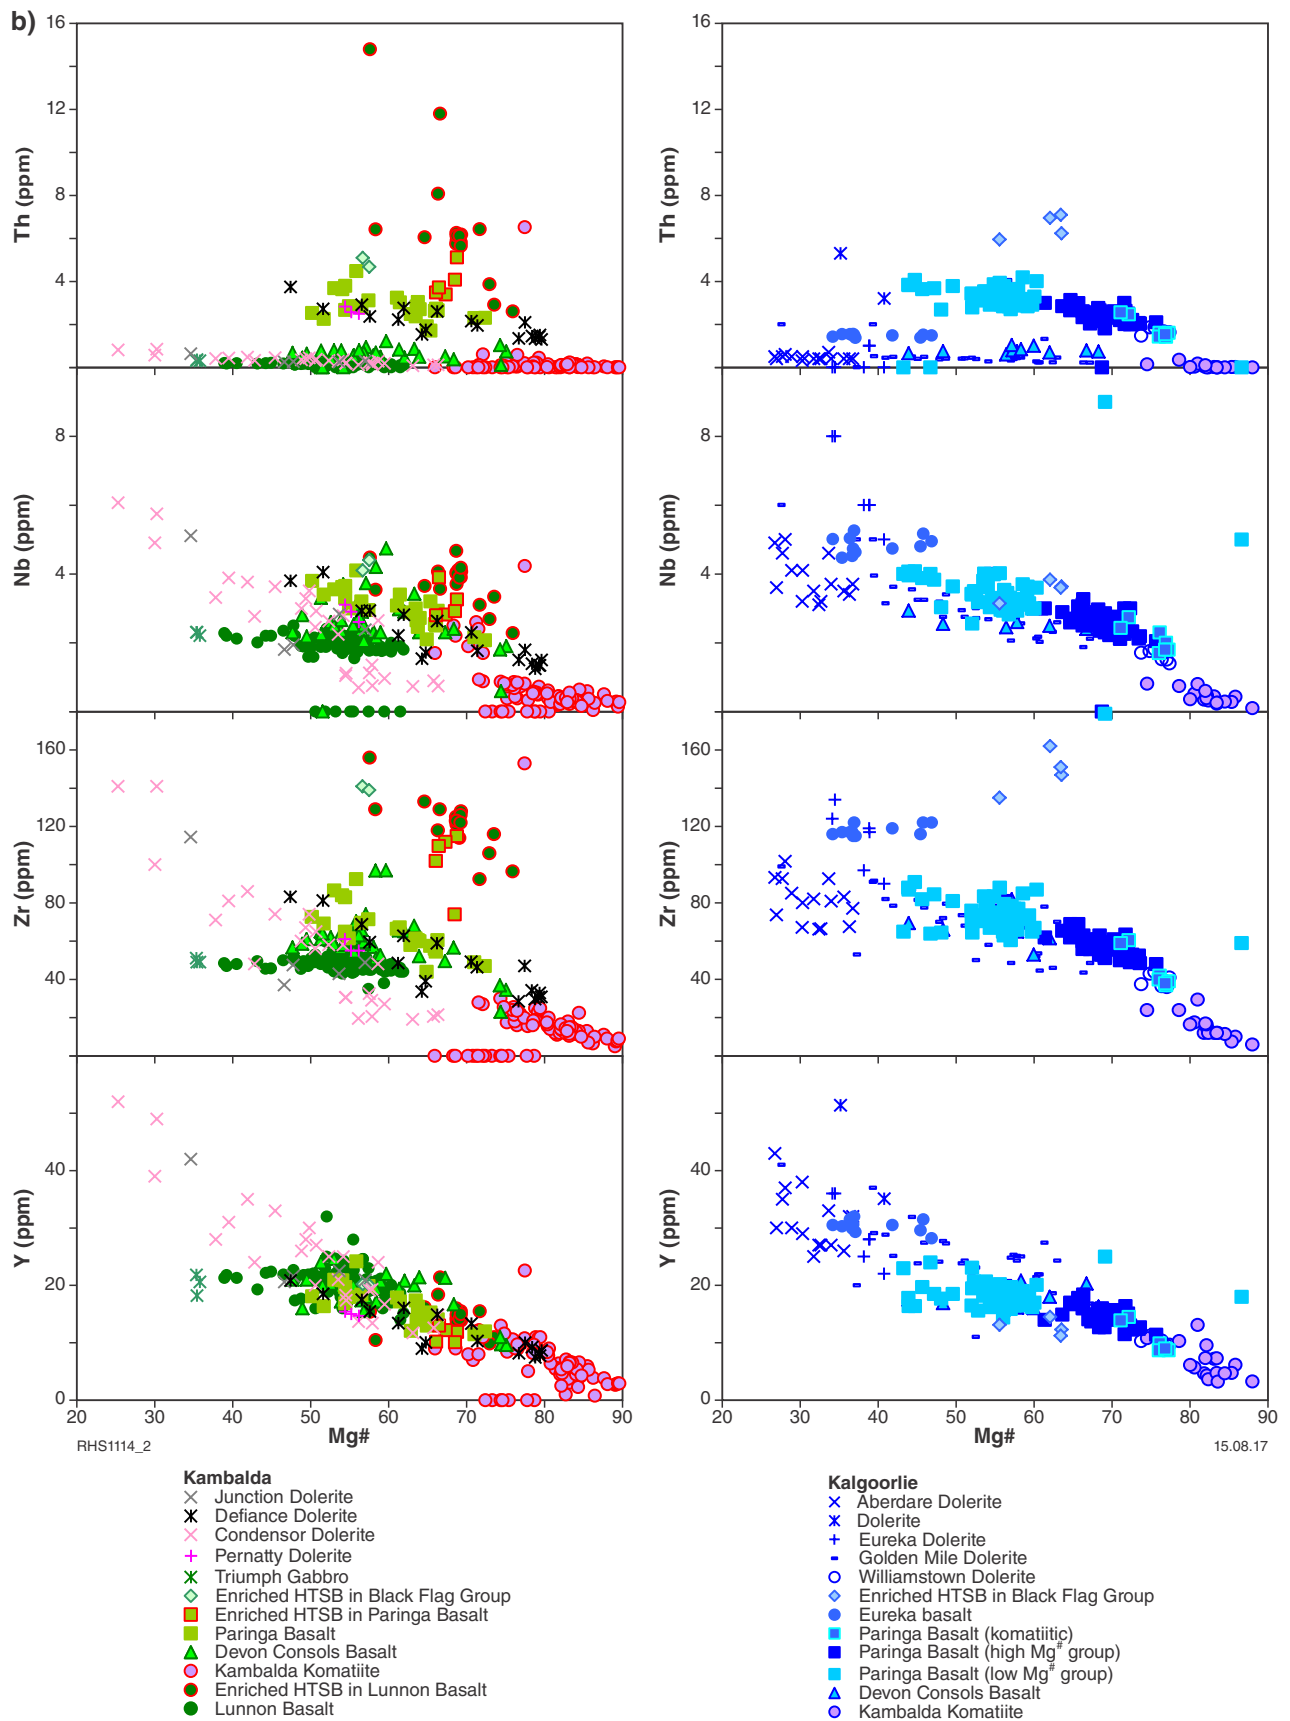 b)
16
12
8
4
Th (ppm)
8
4
Nb (ppm)
160
120
80
40
Zr (ppm)
40
20
0
Y (ppm)
20 30 40 50 60 70 80 90
Mg#
RHS1114_2
16
12
8
4
Th (ppm)
8
4
Nb (ppm)
160
120
80
40
Zr (ppm)
40
20
0
Y (ppm)
20 30 40 50 60 70 80 90
Mg#
15.08.17
Kambalda
Junction Dolerite
Defiance Dolerite
Condensor Dolerite
Pernatty Dolerite
Triumph Gabbro
Enriched HTSB in Black Flag Group
Enriched HTSB in Paringa Basalt
Paringa Basalt
Devon Consols Basalt
Kambalda Komatiite
Enriched HTSB in Lunnon Basalt
Lunnon Basalt
Kalgoorlie
Aberdare Dolerite
Dolerite
Eureka Dolerite
Golden Mile Dolerite
Williamstown Dolerite
Enriched HTSB in Black Flag Group
Eureka basalt
Paringa Basalt (komatiitic)
Paringa Basalt (high Mg# group)
Paringa Basalt (low Mg# group)
Devon Consols Basalt
Kambalda Komatiite